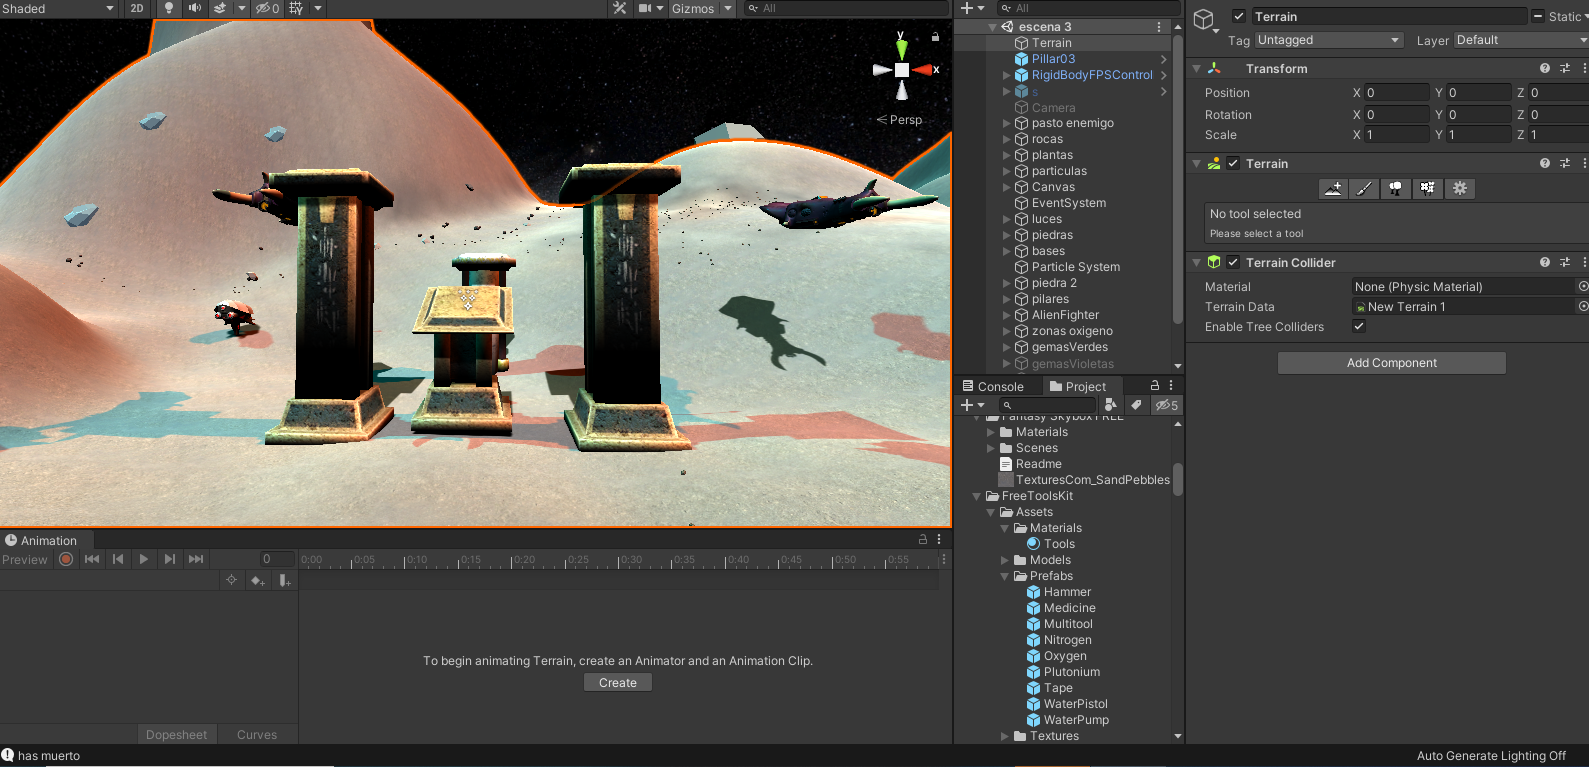 Shaded
2D
0
Gizmos
All
y
x
Persp
Animation
Preview
0
0:00
0:05
0:10
0:15
0:20
0:25
0:30
0:35
0:40
0:45
0:50
0:55
To begin animating Terrain, create an Animator and an Animation Clip.
Create
Dopesheet
Curves
has muerto
All
escena 3
Terrain
Pillar03
RigidBodyFPSControl
s
Camera
pasto enemigo
rocas
plantas
particulas
Canvas
EventSystem
luces
piedras
bases
Particle System
piedra 2
pilares
AlienFighter
zonas oxigeno
gemasVerdes
gemasVioletas
Console
Project
5
Fantasy Skybox FREE
Materials
Scenes
Readme
TexturesCom_SandPebbles
FreeToolsKit
Assets
Materials
Tools
Models
Prefabs
Hammer
Medicine
Multitool
Nitrogen
Oxygen
Plutonium
Tape
WaterPistol
WaterPump
Textures
Terrain
Static
Tag Untagged
Layer Default
Transform
Position X 0 Y 0 Z 0
Rotation X 0 Y 0 Z 0
Scale X 1 Y 1 Z 1
Terrain
No tool selected
Please select a tool
Terrain Collider
Material None (Physic Material)
Terrain Data New Terrain 1
Enable Tree Colliders
Add Component
Auto Generate Lighting Off